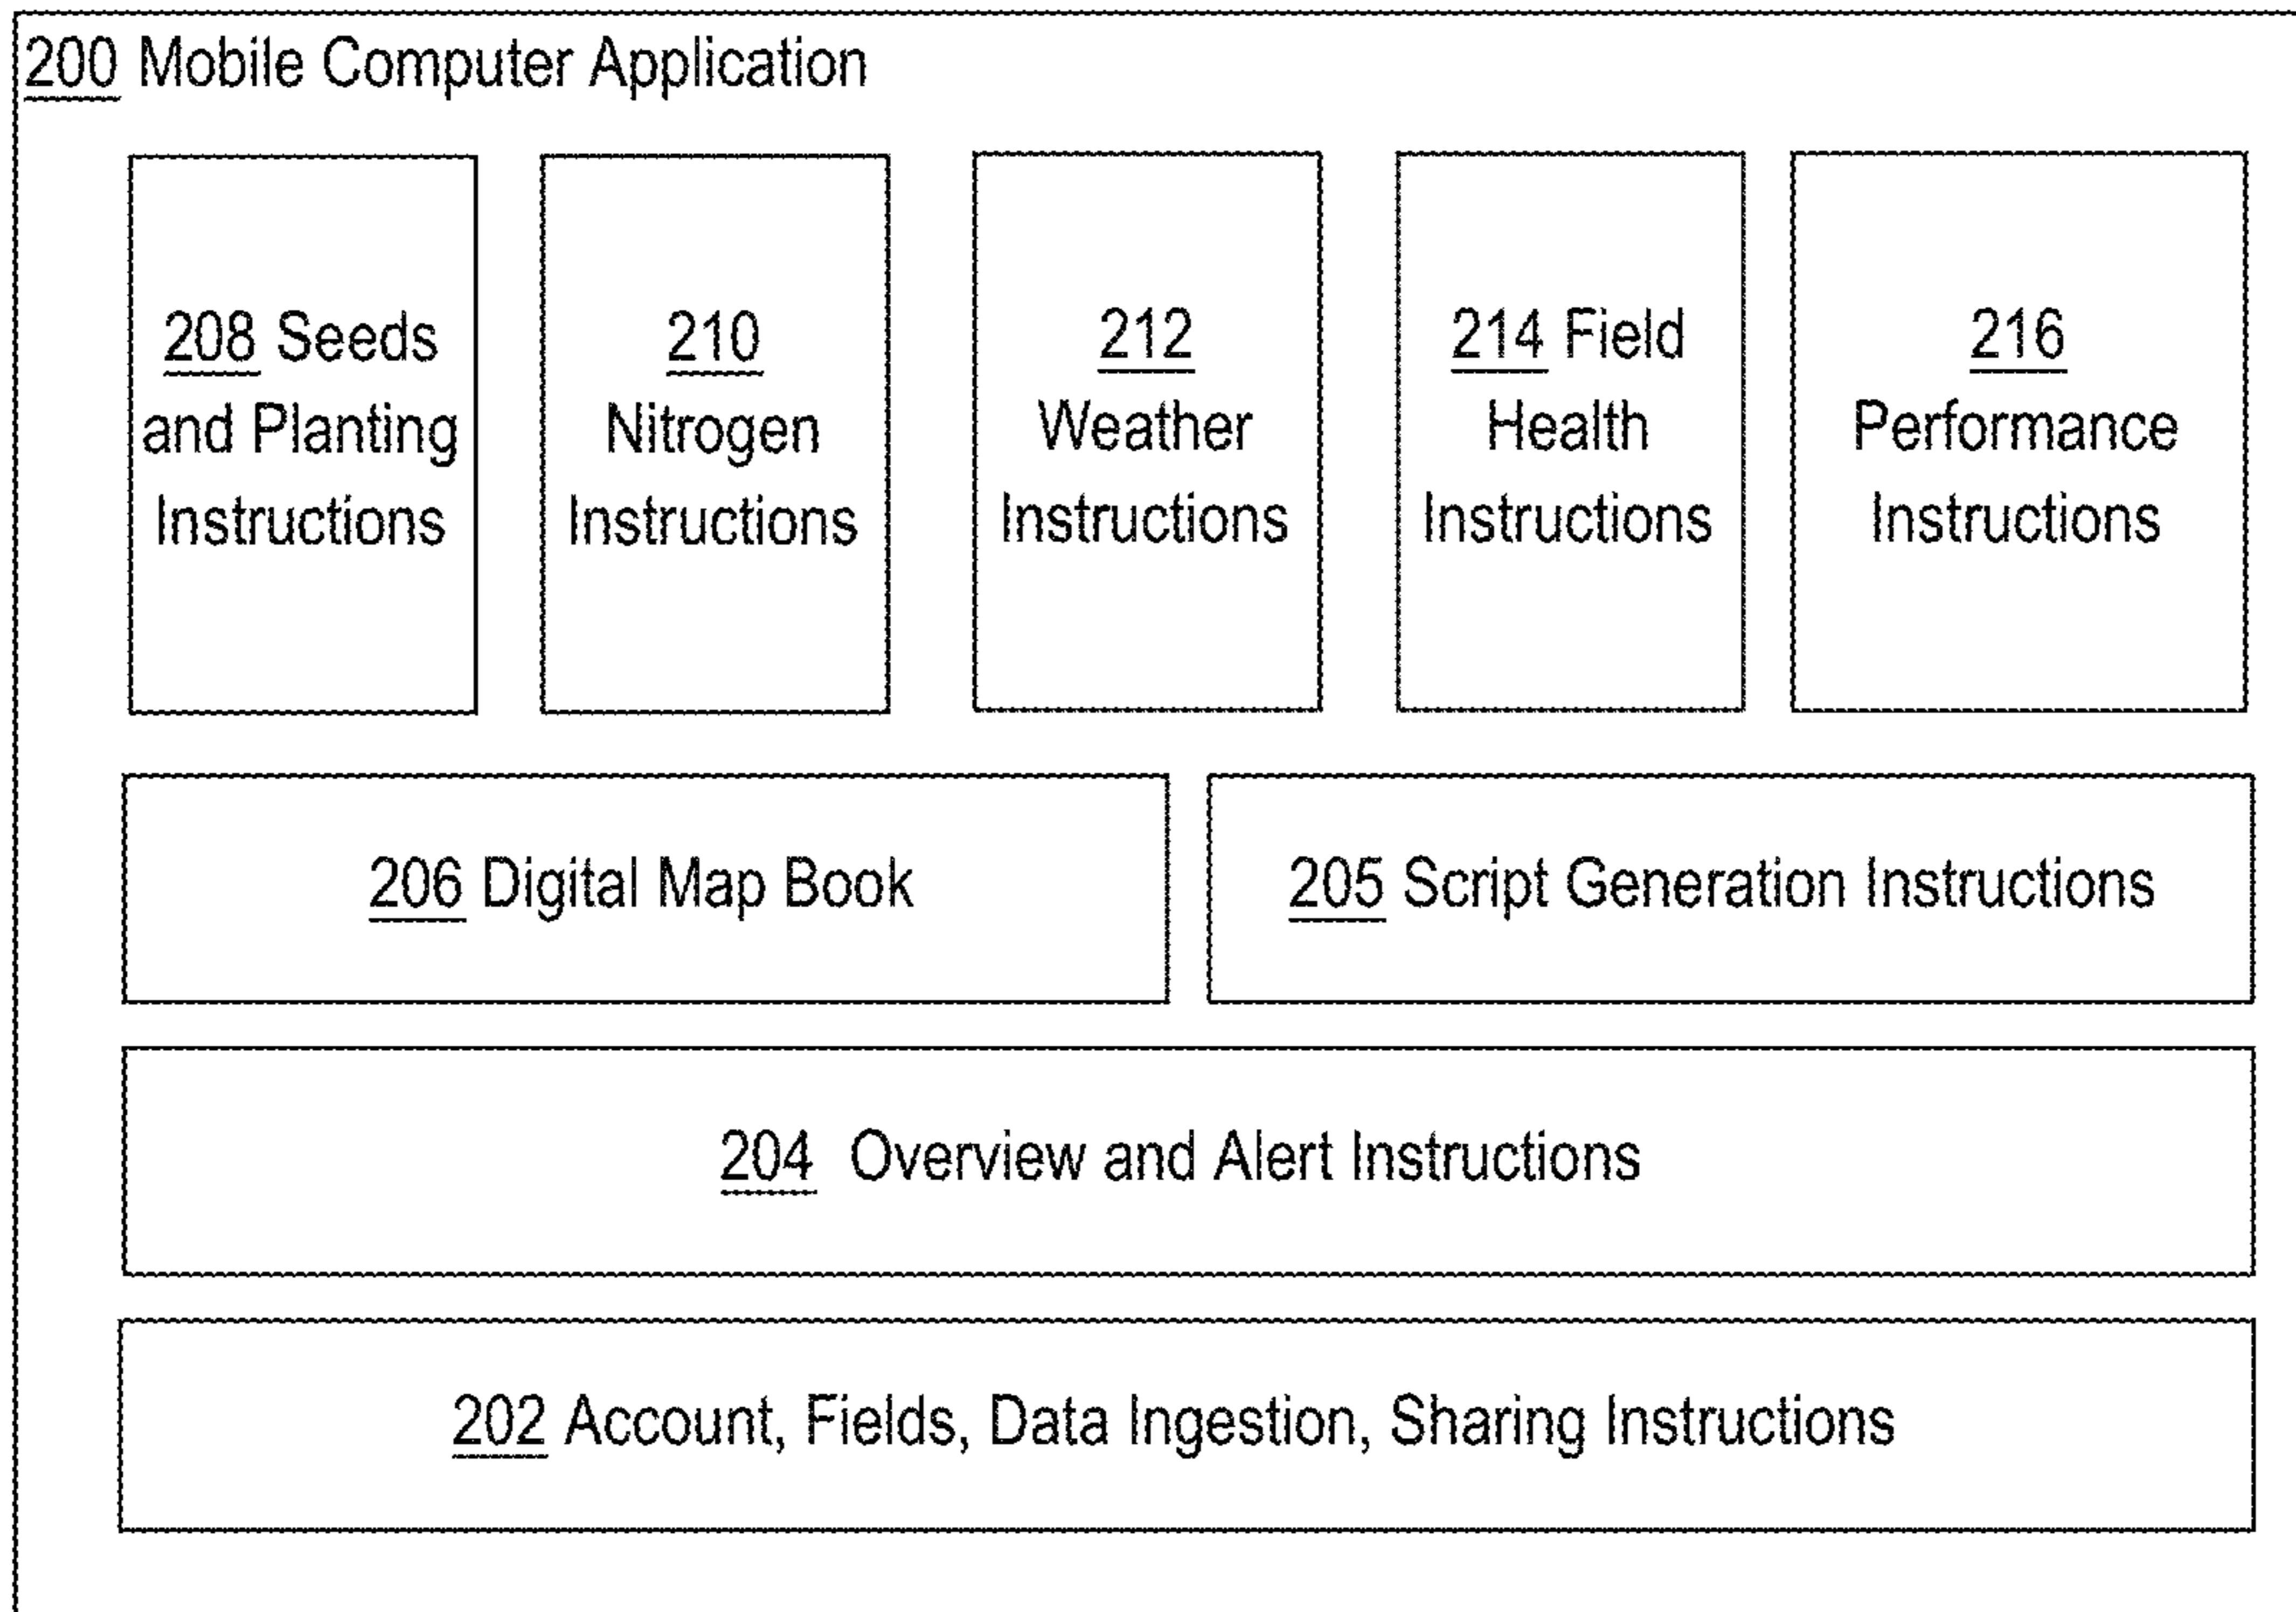 200 Mobile Computer Application
208 Seeds
and Planting
Instructions
210
Nitrogen
Instructions
212
Weather
Instructions
214 Field
Health
Instructions
216
Performance
Instructions
206 Digital Map Book
205 Script Generation Instructions
204 Overview and Alert Instructions
202 Account, Fields, Data Ingestion, Sharing Instructions